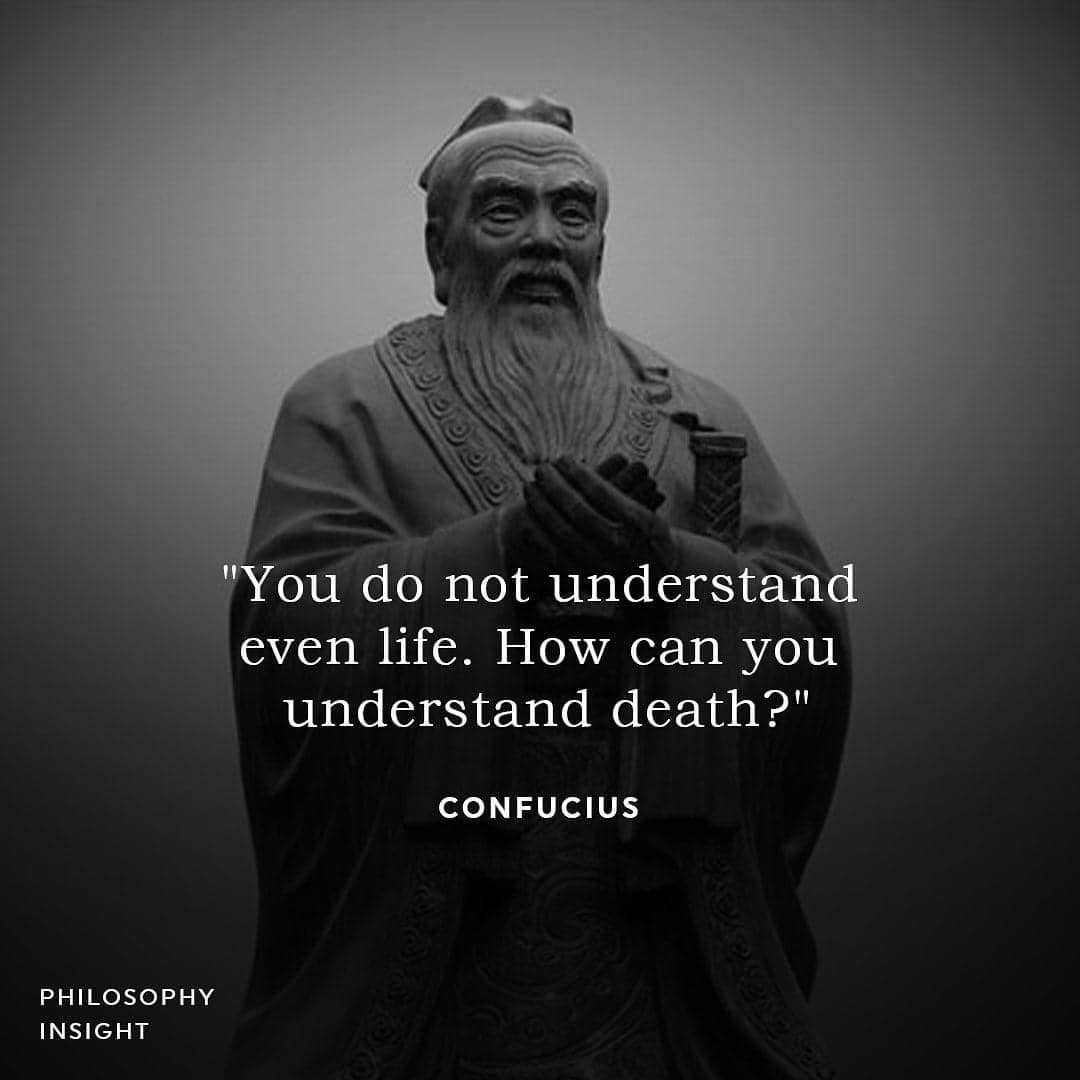 "You do not understand
even life. How can you
understand death?"
CONFUCIUS
PHILOSOPHY
INSIGHT